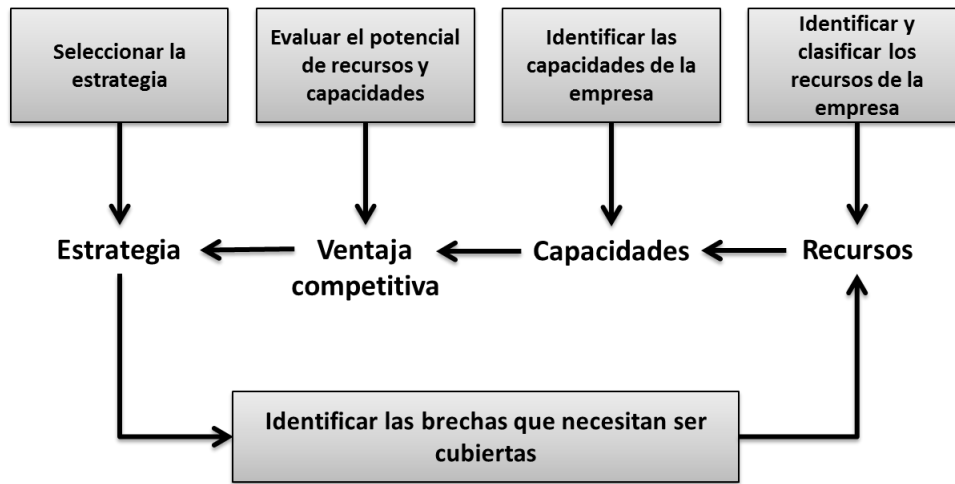 Seleccionar la
estrategia
Evaluar el potencial
de recursos y
capacidades
Identificar las
capacidades de la
empresa
Identificar y
clasificar los
recursos de la
empresa
Estrategia
Ventaja
competitiva
Capacidades
Recursos
Identificar las brechas que necesitan ser
cubiertas